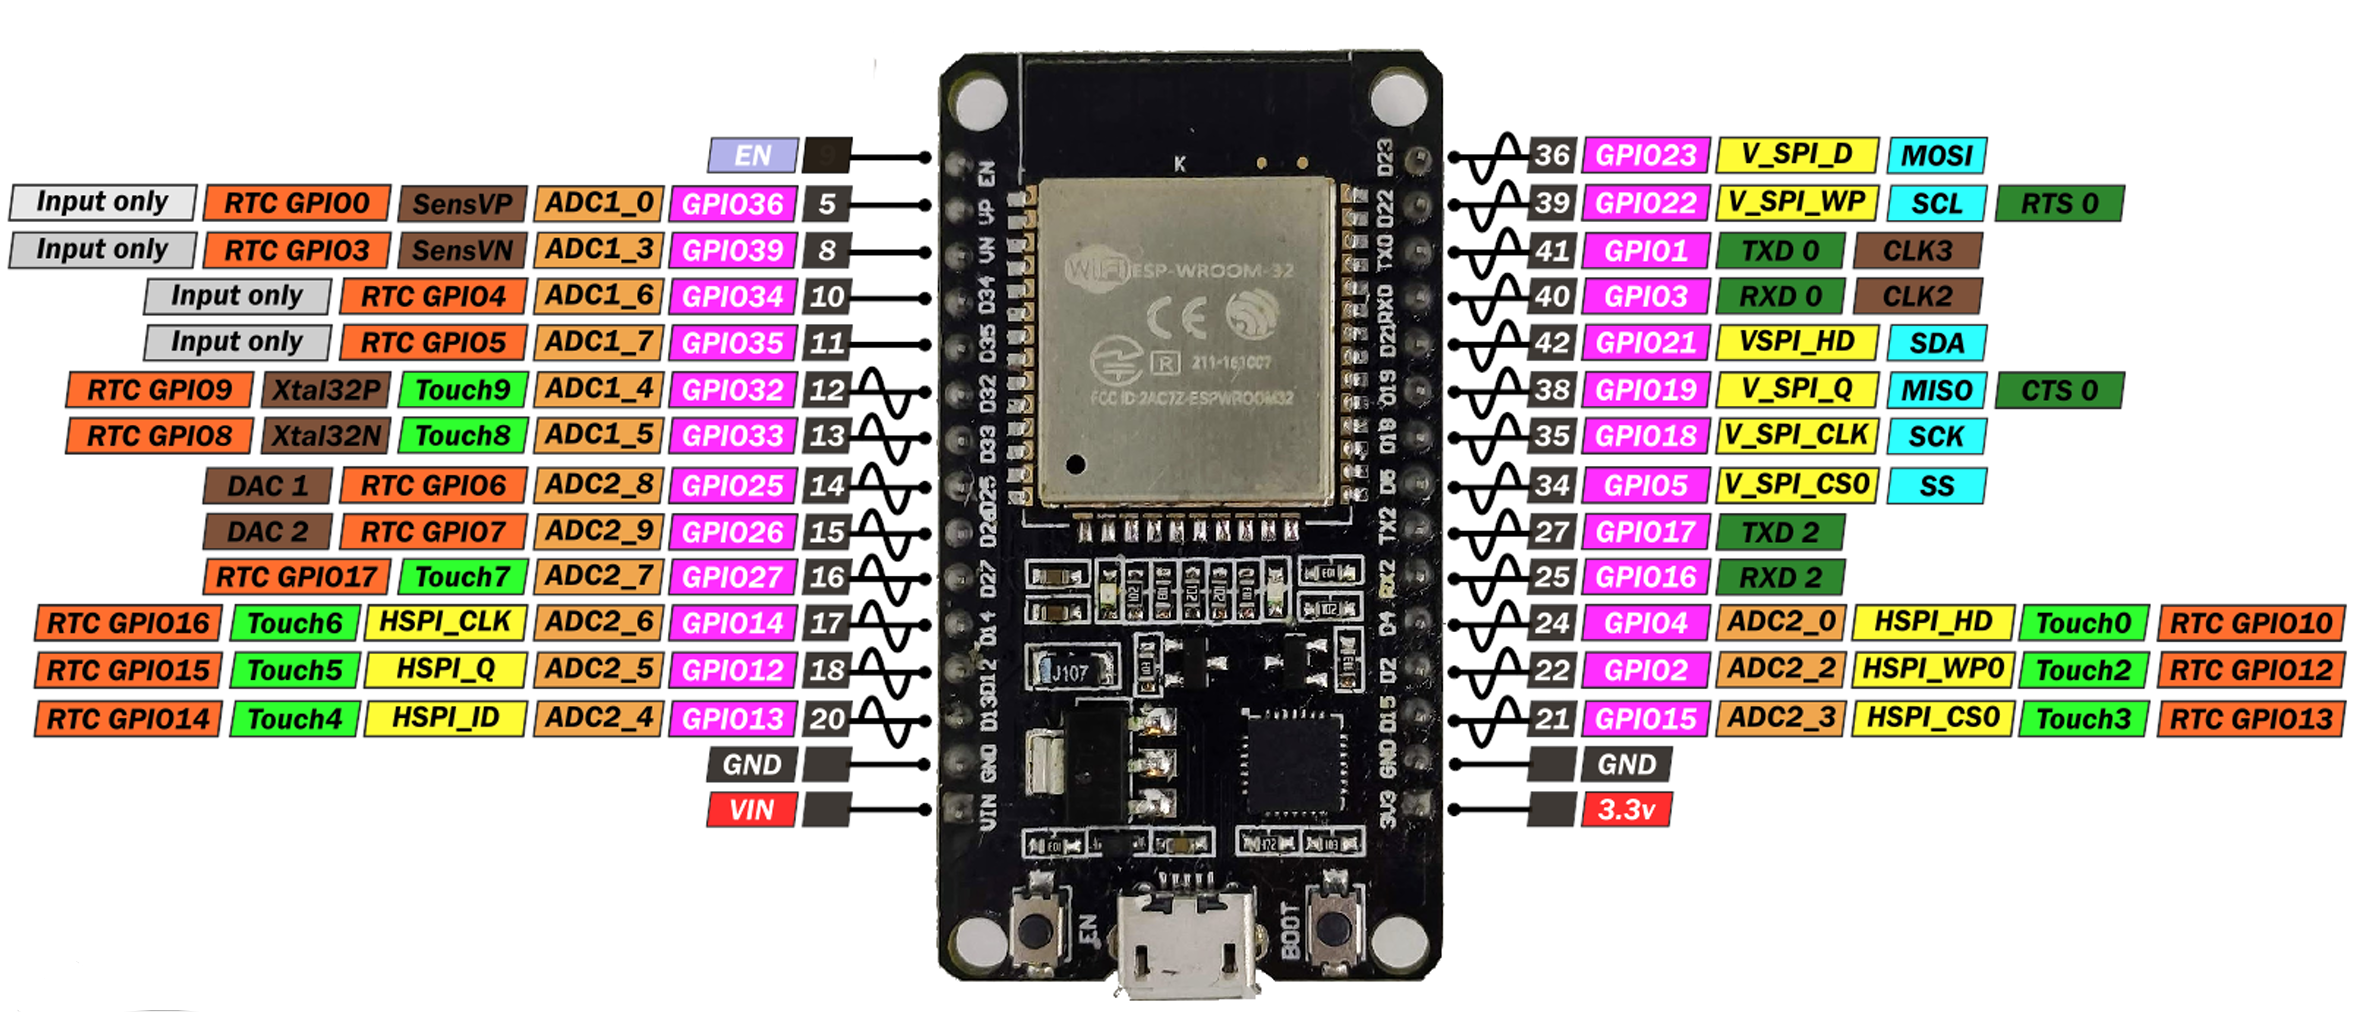 EN 9
Input only RTC GPIO0 SensVP ADC1_0 GPIO36 5
Input only RTC GPIO3 SensVN ADC1_3 GPIO39 8
Input only RTC GPIO4 ADC1_6 GPIO34 10
Input only RTC GPIO5 ADC1_7 GPIO35 11
RTC GPIO9 Xtal32P Touch9 ADC1_4 GPIO32 12
RTC GPIO8 Xtal32N Touch8 ADC1_5 GPIO33 13
DAC 1 RTC GPIO6 ADC2_8 GPIO25 14
DAC 2 RTC GPIO7 ADC2_9 GPIO26 15
RTC GPIO17 Touch7 ADC2_7 GPIO27 16
RTC GPIO16 Touch6 HSPI_CLK ADC2_6 GPIO14 17
RTC GPIO15 Touch5 HSPI_Q ADC2_5 GPIO12 18
RTC GPIO14 Touch4 HSPI_ID ADC2_4 GPIO13 20
GND
VIN
EN
VP
VN
D34
D35
D32
D33
D25
D26
D27
D14
D12
D13
GND
VIN
K
WiFi ESP-WROOM-32
CE
R 211-161007
FCC ID:2AC7Z-ESPWROOM32
J107
EN
BOOT
D23
D22
TX0
RX0
D21
D19
D18
D5
TX2
RX2
D4
D2
D15
GND
3V3
36 GPIO23 V_SPI_D MOSI
39 GPIO22 V_SPI_WP SCL RTS 0
41 GPIO1 TXD 0 CLK3
40 GPIO3 RXD 0 CLK2
42 GPIO21 VSPI_HD SDA
38 GPIO19 V_SPI_Q MISO CTS 0
35 GPIO18 V_SPI_CLK SCK
34 GPIO5 V_SPI_CS0 SS
27 GPIO17 TXD 2
25 GPIO16 RXD 2
24 GPIO4 ADC2_0 HSPI_HD Touch0 RTC GPIO10
22 GPIO2 ADC2_2 HSPI_WP0 Touch2 RTC GPIO12
21 GPIO15 ADC2_3 HSPI_CS0 Touch3 RTC GPIO13
GND
3.3v